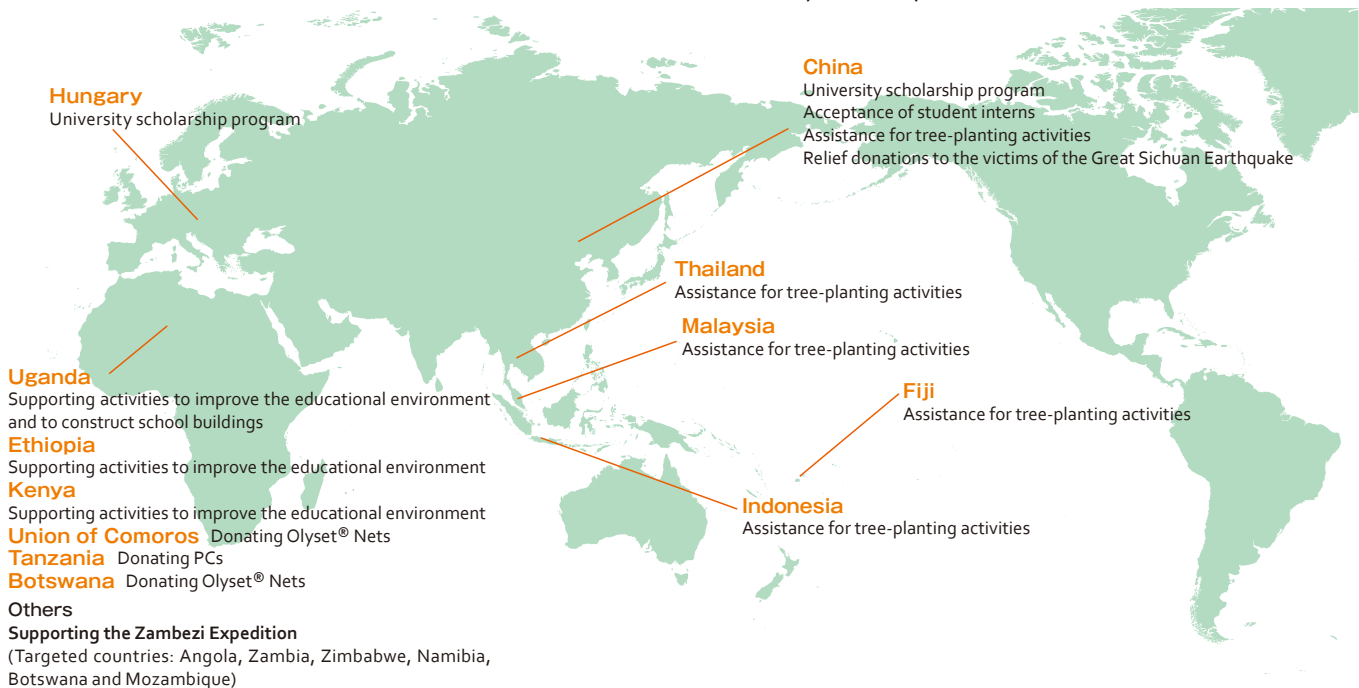 Hungary
University scholarship program
China
University scholarship program
Acceptance of student interns
Assistance for tree-planting activities
Relief donations to the victims of the Great Sichuan Earthquake
Thailand
Assistance for tree-planting activities
Malaysia
Assistance for tree-planting activities
Fiji
Assistance for tree-planting activities
Indonesia
Assistance for tree-planting activities
Uganda
Supporting activities to improve the educational environment
and to construct school buildings
Ethiopia
Supporting activities to improve the educational environment
Kenya
Supporting activities to improve the educational environment
Union of Comoros Donating Olyset® Nets
Tanzania Donating PCs
Botswana Donating Olyset® Nets
Others
Supporting the Zambezi Expedition
(Targeted countries: Angola, Zambia, Zimbabwe, Namibia,
Botswana and Mozambique)